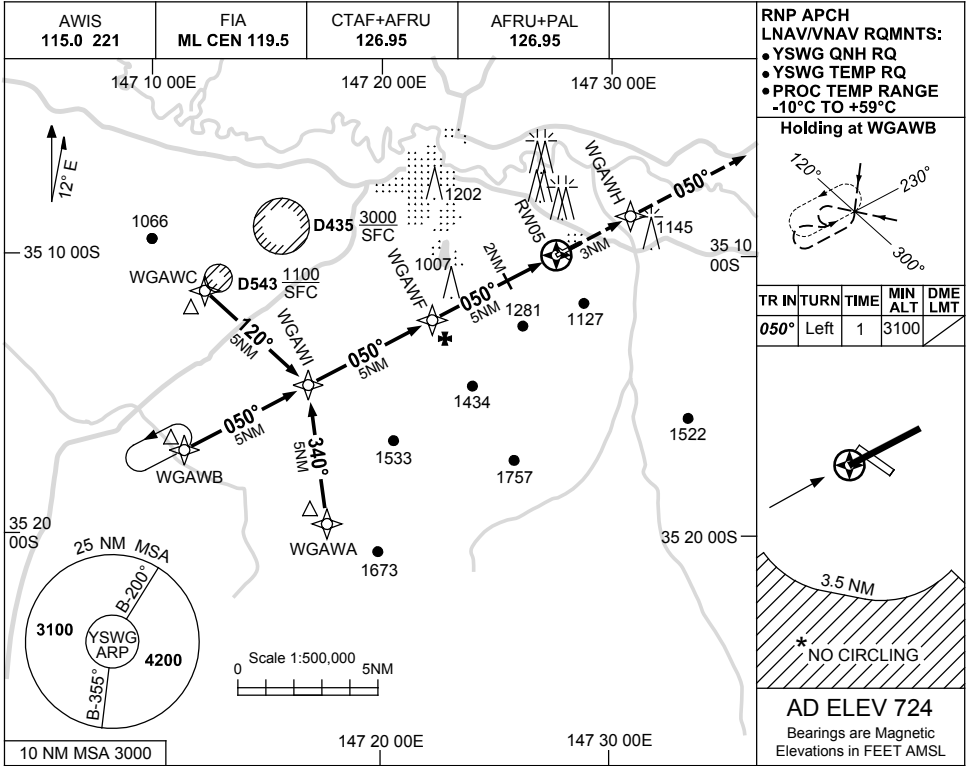 AWIS
115.0 221
FIA
ML CEN 119.5
CTAF+AFRU
126.95
AFRU+PAL
126.95
RNP APCH
LNAV/VNAV RQMNTS:
• YSWG QNH RQ
• YSWG TEMP RQ
• PROC TEMP RANGE
-10°C TO +59°C
147 10 00E
147 20 00E
147 30 00E
Holding at WGAWB
120°
230°
300°
12° E
1202
WGAWH
050°
1066
D435 3000
SFC
RW05
1145
35 10 00S
35 10
00S
3NM
WGAWC
D543 1100
SFC
1007
2NM
WGAWF
050°
5NM
1281
1127
TR IN
TURN
TIME
MIN
ALT
DME
LMT
050°
Left
1
3100
120°
5NM
WGAWI
050°
5NM
1434
050°
5NM
1522
1533
1757
340°
5NM
WGAWB
WGAWA
35 20
00S
35 20 00S
1673
25 NM MSA
B-200°
3100
YSWG
ARP
4200
B-355°
Scale 1:500,000
0
5NM
3.5 NM
* NO CIRCLING
AD ELEV 724
Bearings are Magnetic
Elevations in FEET AMSL
10 NM MSA 3000
147 20 00E
147 30 00E